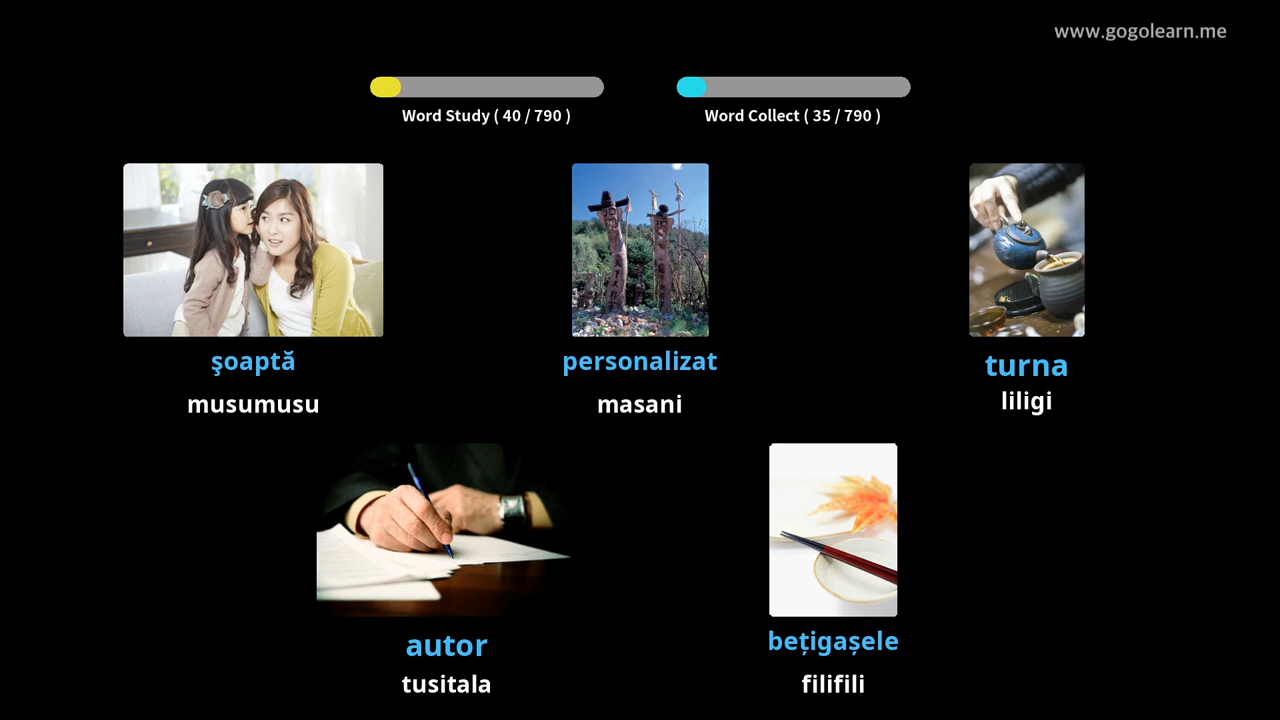 www.gogolearn.me
Word Study ( 40 / 790 )
Word Collect ( 35 / 790 )
şoaptă
musumusu
personalizat
masani
turna
liligi
autor
tusitala
bețigașele
filifili